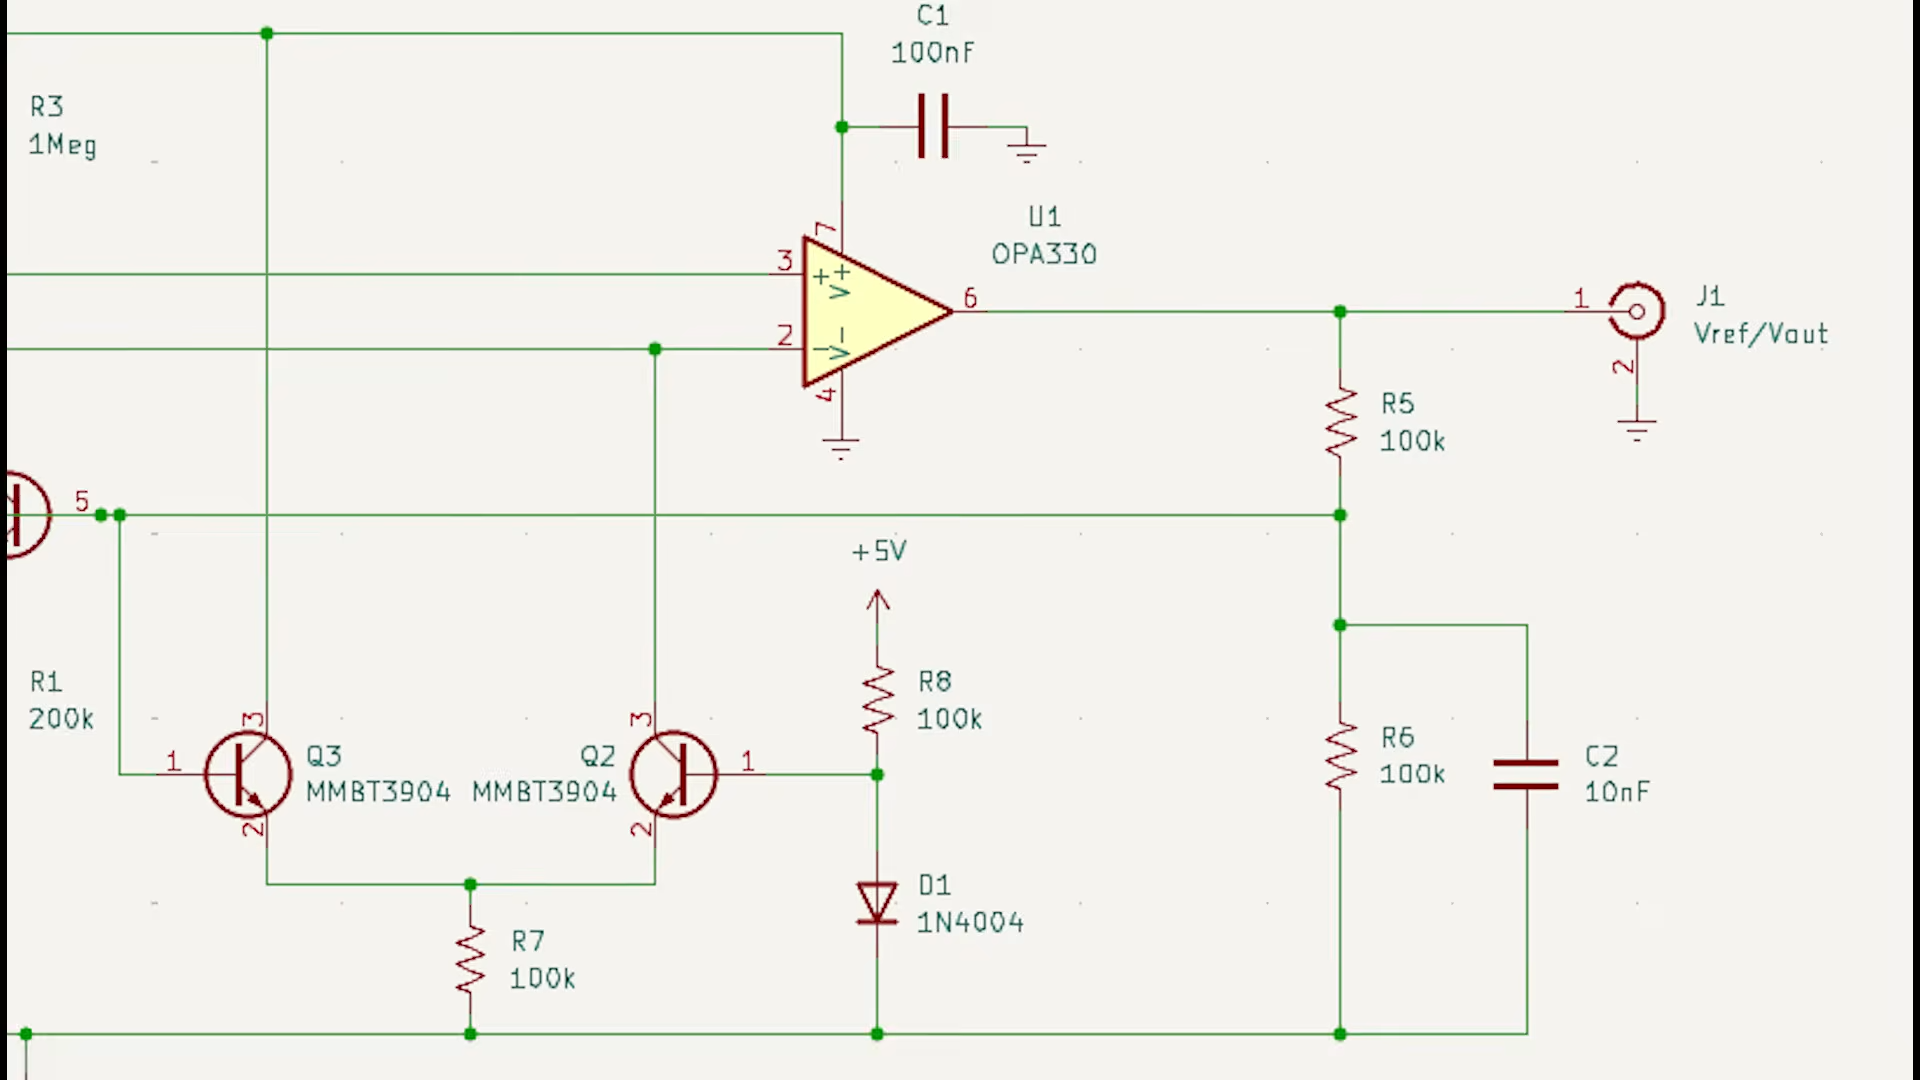 C1
100nF
R3
1Meg
7
U1
OPA330
3
+
V+
6
1
J1
Vref/Vout
2
−
V−
4
2
R5
100k
5
+5V
R1
200k
R8
100k
3
3
1
Q3
MMBT3904
Q2
MMBT3904
1
R6
100k
C2
10nF
2
2
D1
1N4004
R7
100k